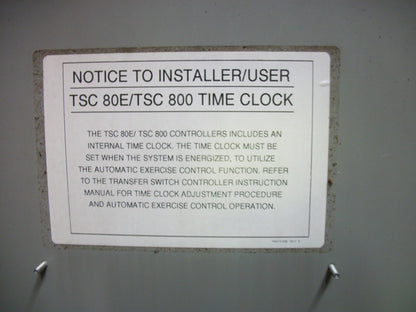 NOTICE TO INSTALLER/USER
TSC 80E/TSC 800 TIME CLOCK
THE TSC 80E/ TSC 800 CONTROLLERS INCLUDES AN
INTERNAL TIME CLOCK. THE TIME CLOCK MUST BE
SET WHEN THE SYSTEM IS ENERGIZED, TO UTILIZE
THE AUTOMATIC EXERCISE CONTROL FUNCTION. REFER
TO THE TRANSFER SWITCH CONTROLLER INSTRUCTION
MANUAL FOR TIME CLOCK ADJUSTMENT PROCEDURE
AND AUTOMATIC EXERCISE CONTROL OPERATION.